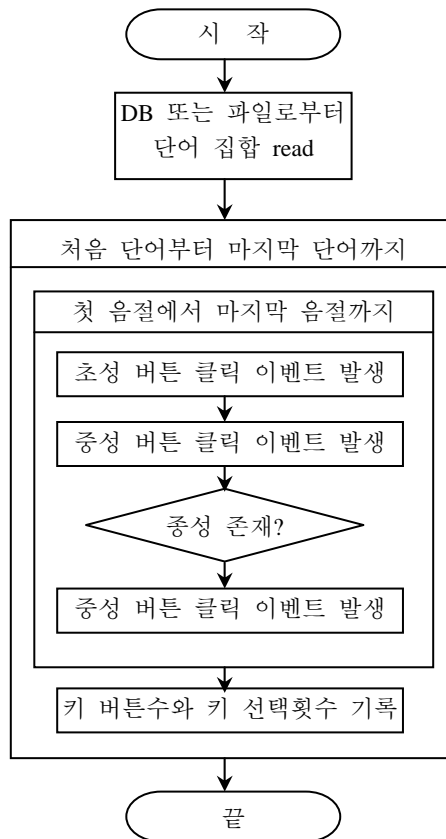 시 작
DB 또는 파일로부터
단어 집합 read
처음 단어부터 마지막 단어까지
첫 음절에서 마지막 음절까지
초성 버튼 클릭 이벤트 발생
중성 버튼 클릭 이벤트 발생
종성 존재?
중성 버튼 클릭 이벤트 발생
키 버튼수와 키 선택횟수 기록
끝